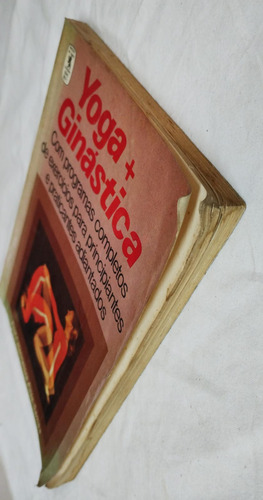 Yoga +
Ginástica
Com programas completos
de exercícios para principiantes
e praticantes adiantados